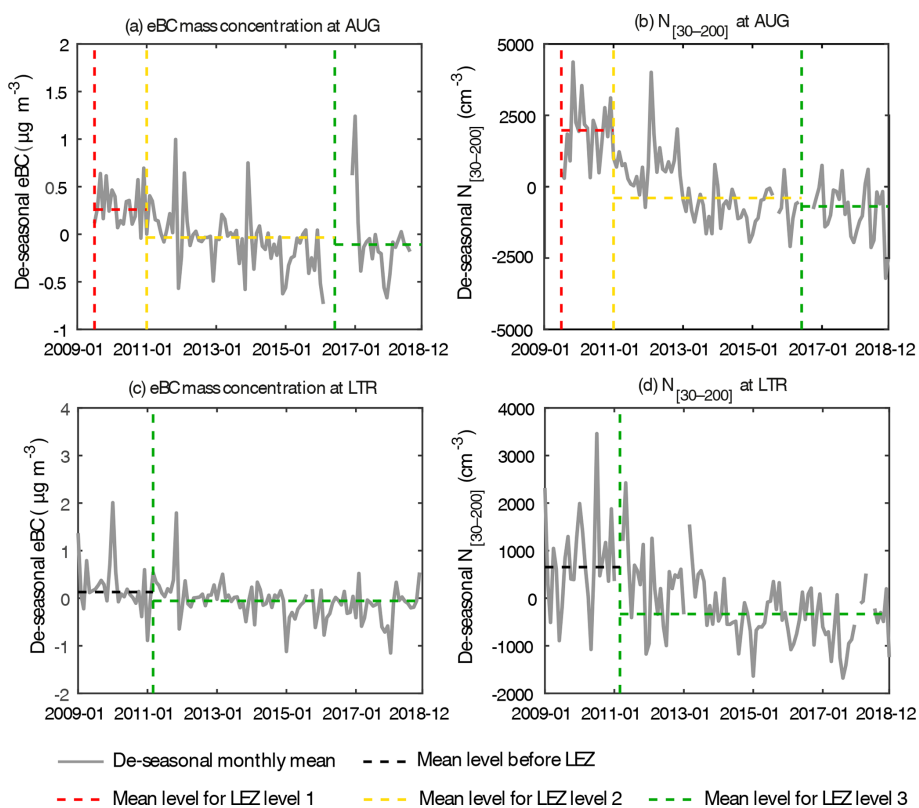 (a) eBC mass concentration at AUG
De-seasonal eBC ( µg m-3)
2
1.5
1
0.5
0
-0.5
-1
2009-01 2011-01 2013-01 2015-01 2017-01 2018-12
(b) N[30–200] at AUG
De-seasonal N[30–200] (cm-3)
5000
2500
0
-2500
-5000
2009-01 2011-01 2013-01 2015-01 2017-01 2018-12
(c) eBC mass concentration at LTR
De-seasonal eBC ( µg m-3)
4
3
2
1
0
-1
-2
2009-01 2011-01 2013-01 2015-01 2017-01 2018-12
(d) N[30–200] at LTR
De-seasonal N[30–200] (cm-3)
4000
3000
2000
1000
0
-1000
-2000
2009-01 2011-01 2013-01 2015-01 2017-01 2018-12
De-seasonal monthly mean
Mean level before LEZ
Mean level for LEZ level 1
Mean level for LEZ level 2
Mean level for LEZ level 3